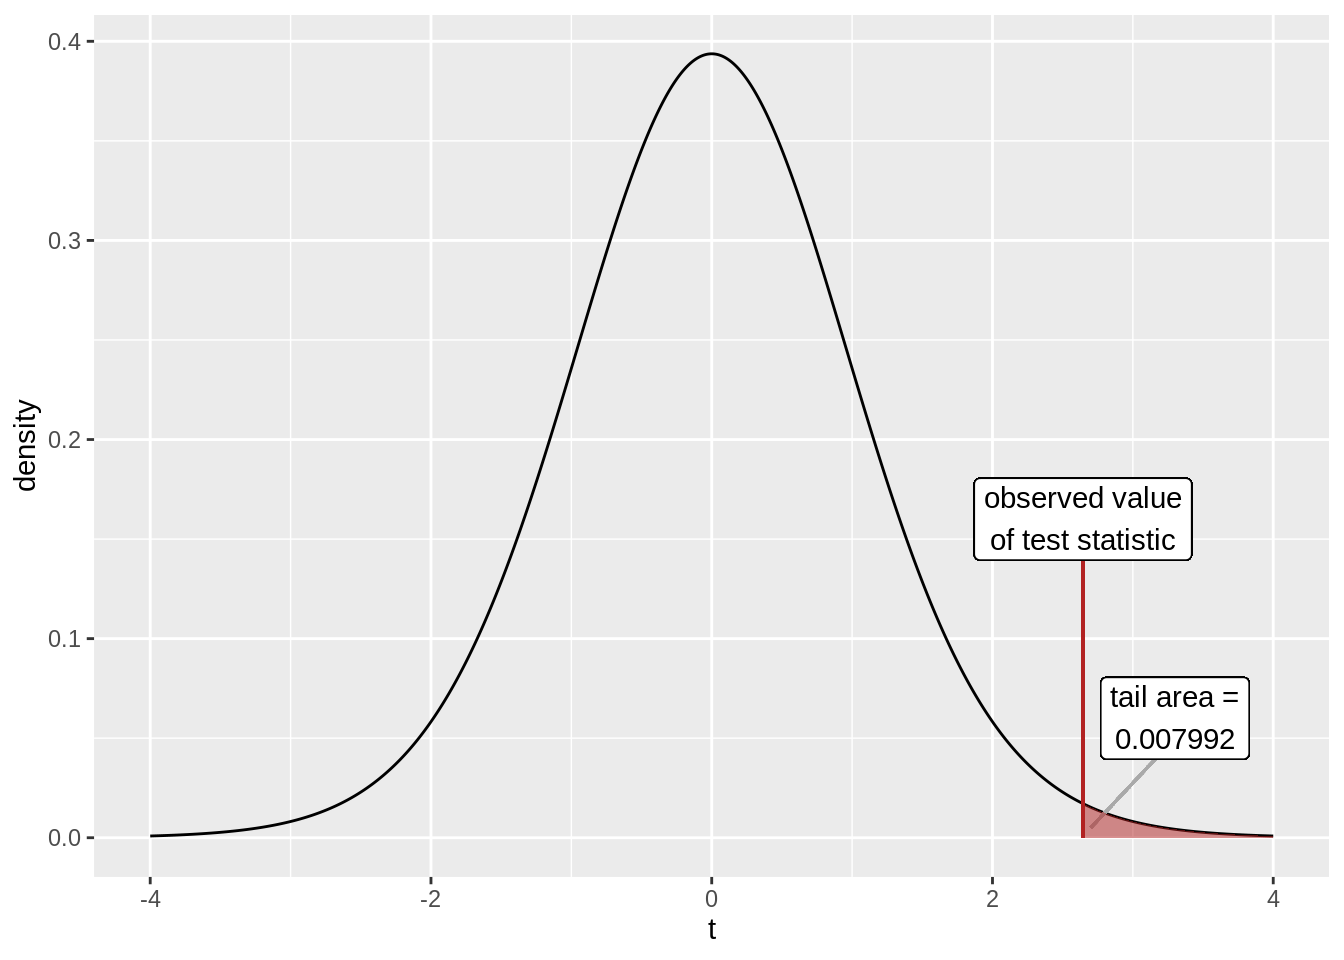 0.4
0.3
0.2
0.1
0.0
density
observed value
of test statistic
tail area =
0.007992
-4
-2
0
2
4
t